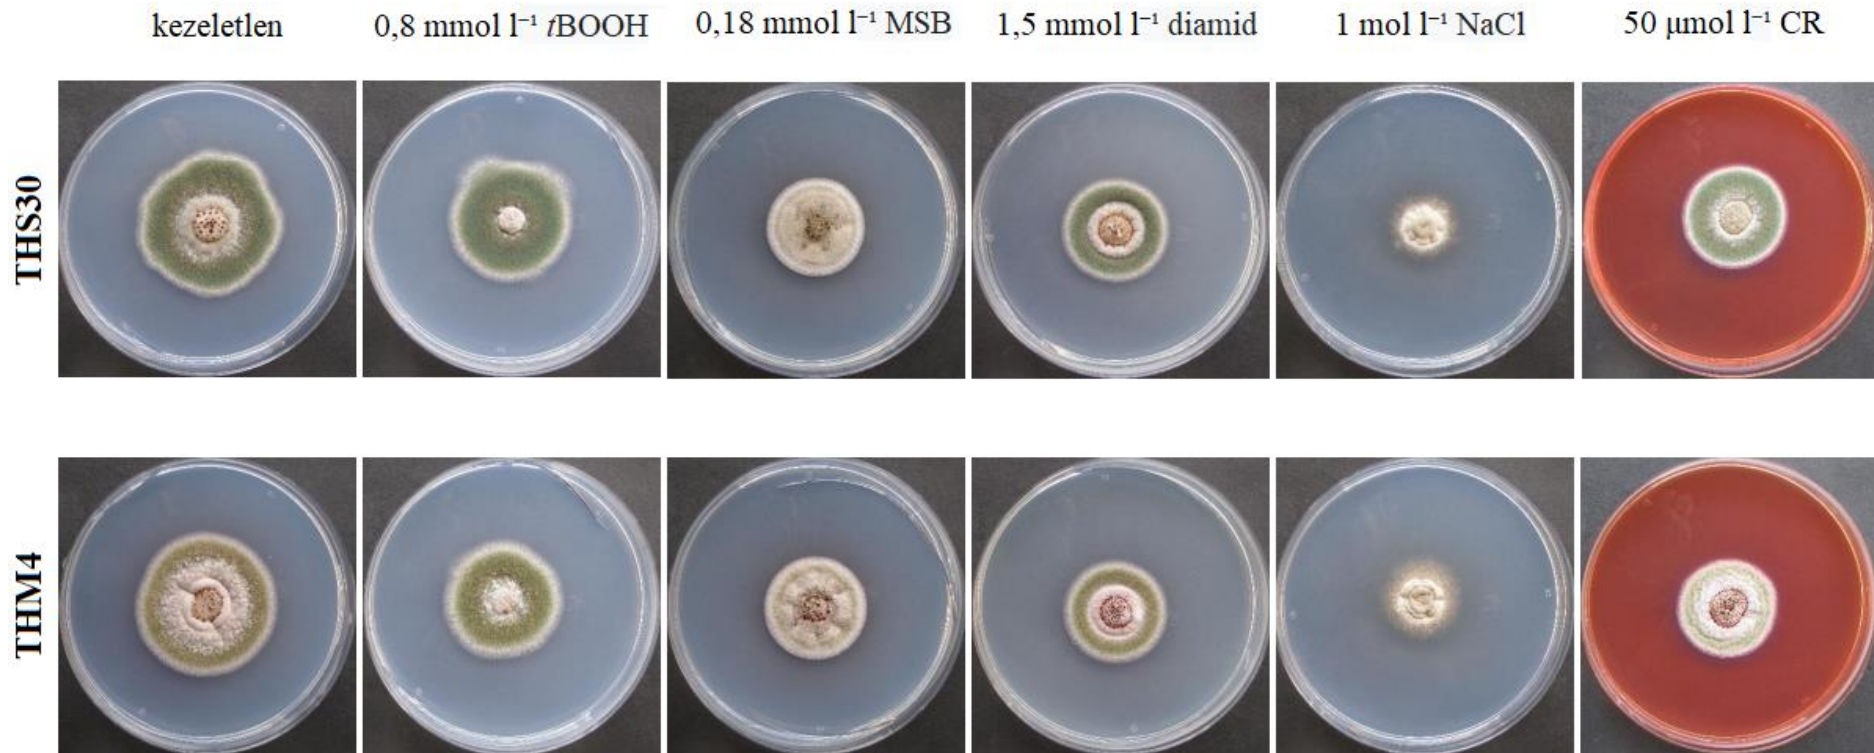 kezeletlen 0,8 mmol l⁻¹ tBOOH 0,18 mmol l⁻¹ MSB 1,5 mmol l⁻¹ diamid 1 mol l⁻¹ NaCl 50 μmol l⁻¹ CR
THS30
THM4